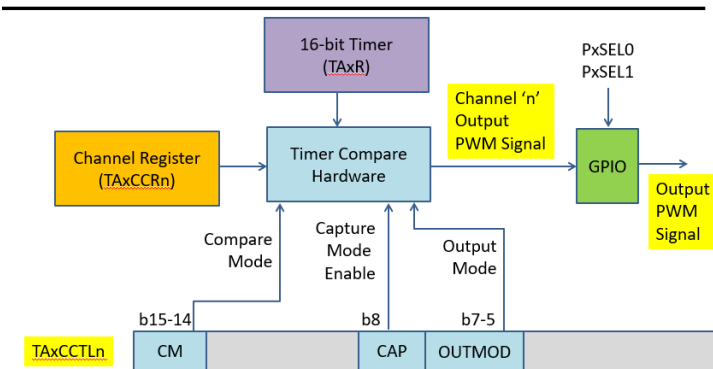 16-bit Timer
(TAxR)
PxSEL0
PxSEL1
Channel ‘n’
Output
PWM Signal
Channel Register
(TAxCCRn)
Timer Compare
Hardware
GPIO
Output
PWM
Signal
Compare
Mode
Capture
Mode
Enable
Output
Mode
b15-14
b8
b7-5
TAxCCTLn
CM
CAP
OUTMOD